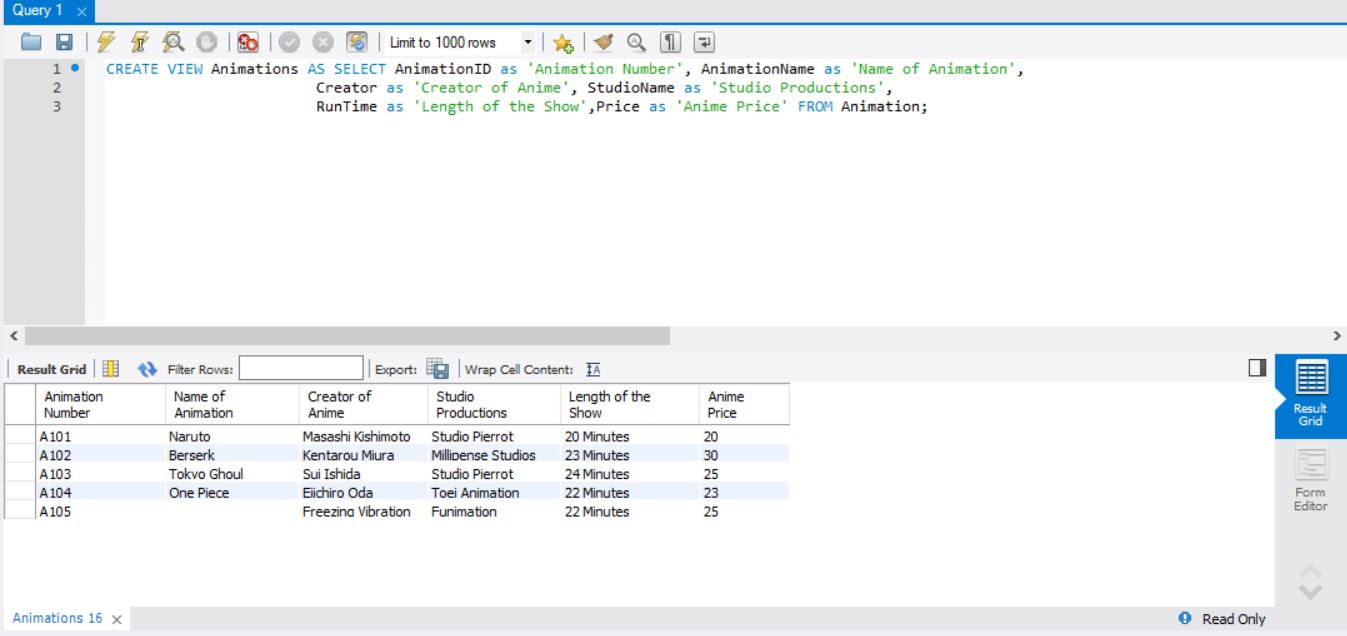 Query 1
Limit to 1000 rows
1 CREATE VIEW Animations AS SELECT AnimationID as 'Animation Number', AnimationName as 'Name of Animation',
2 Creator as 'Creator of Anime', StudioName as 'Studio Productions',
3 RunTime as 'Length of the Show',Price as 'Anime Price' FROM Animation;
Result Grid Filter Rows: Export: Wrap Cell Content:
Animation Number Name of Animation Creator of Anime Studio Productions Length of the Show Anime Price
A101 Naruto Masashi Kishimoto Studio Pierrot 20 Minutes 20
A102 Berserk Kentarou Miura Millipense Studios 23 Minutes 30
A103 Tokyo Ghoul Sui Ishida Studio Pierrot 24 Minutes 25
A104 One Piece Eiichiro Oda Toei Animation 22 Minutes 23
A105 Freezing Vibration Funimation 22 Minutes 25
Result
Grid
Form
Editor
Animations 16 Read Only